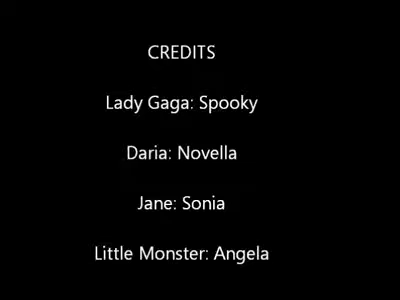 CREDITS
Lady Gaga: Spooky
Daria: Novella
Jane: Sonia
Little Monster: Angela